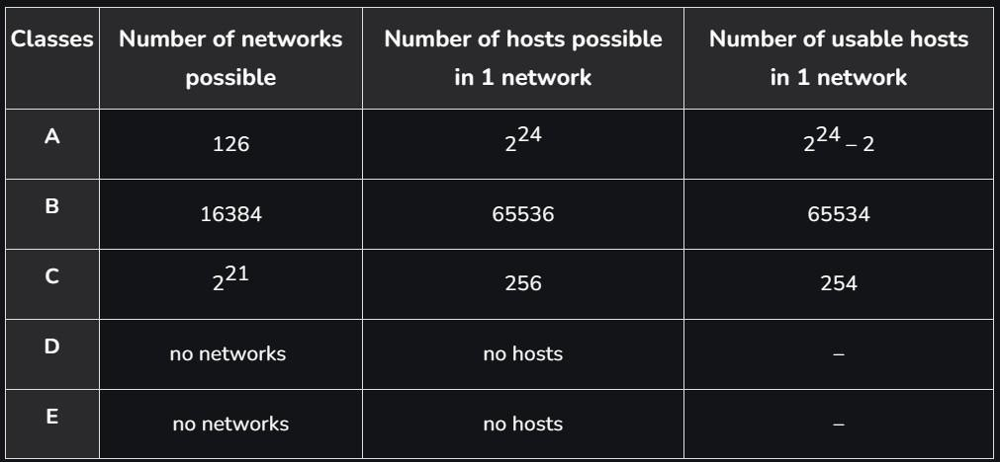 Classes Number of networks possible Number of hosts possible in 1 network Number of usable hosts in 1 network
A 126 2^24 2^24 – 2
B 16384 65536 65534
C 2^21 256 254
D no networks no hosts –
E no networks no hosts –